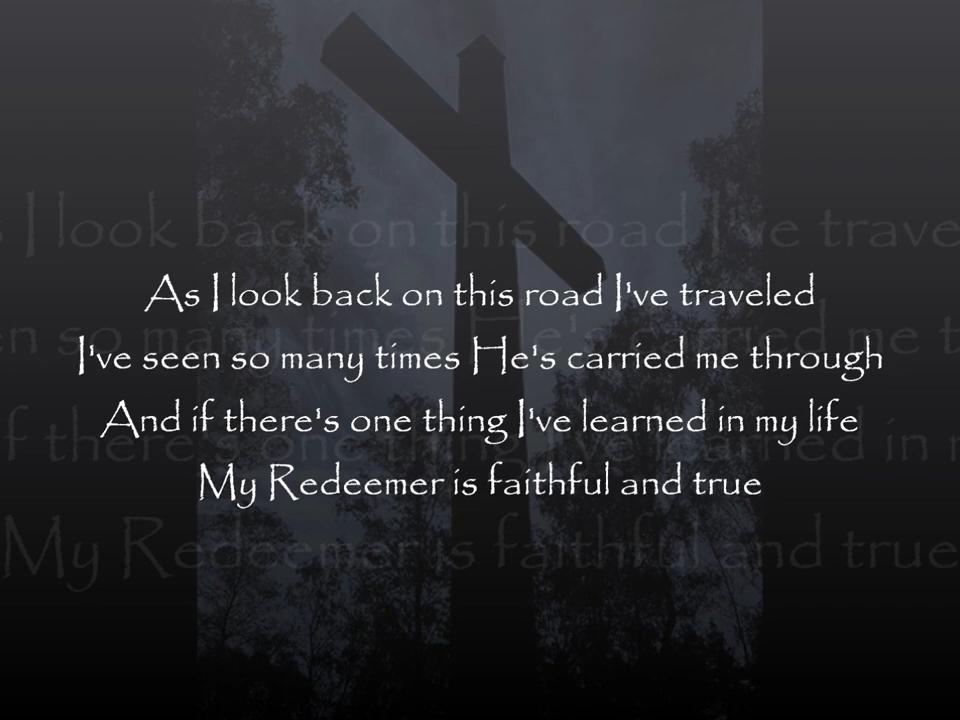 As I look back on this road I've traveled
I've seen so many times He's carried me through
And if there's one thing I've learned in my life
My Redeemer is faithful and true